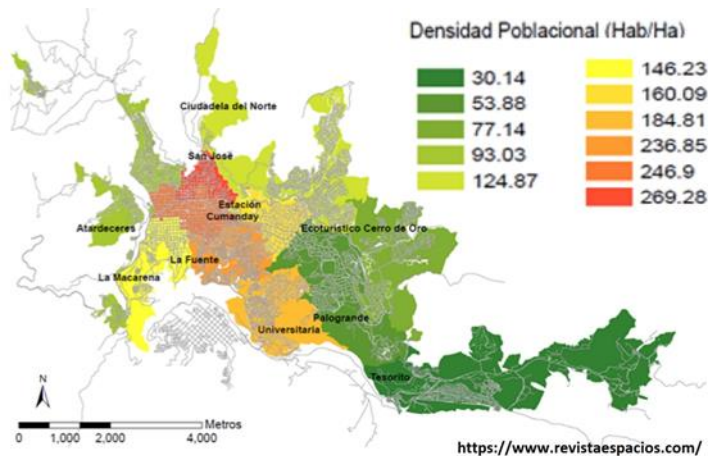 Densidad Poblacional (Hab/Ha)
30.14
53.88
77.14
93.03
124.87
146.23
160.09
184.81
236.85
246.9
269.28
Ciudadela del Norte
San José
Estación
Cumanday
Atardeceres
Ecoturístico Cerro de Oro
La Fuente
La Macarena
Universitaria
Palogrande
Tesorito
N
Metros
0 1,000 2,000 4,000
https://www.revistaespacios.com/